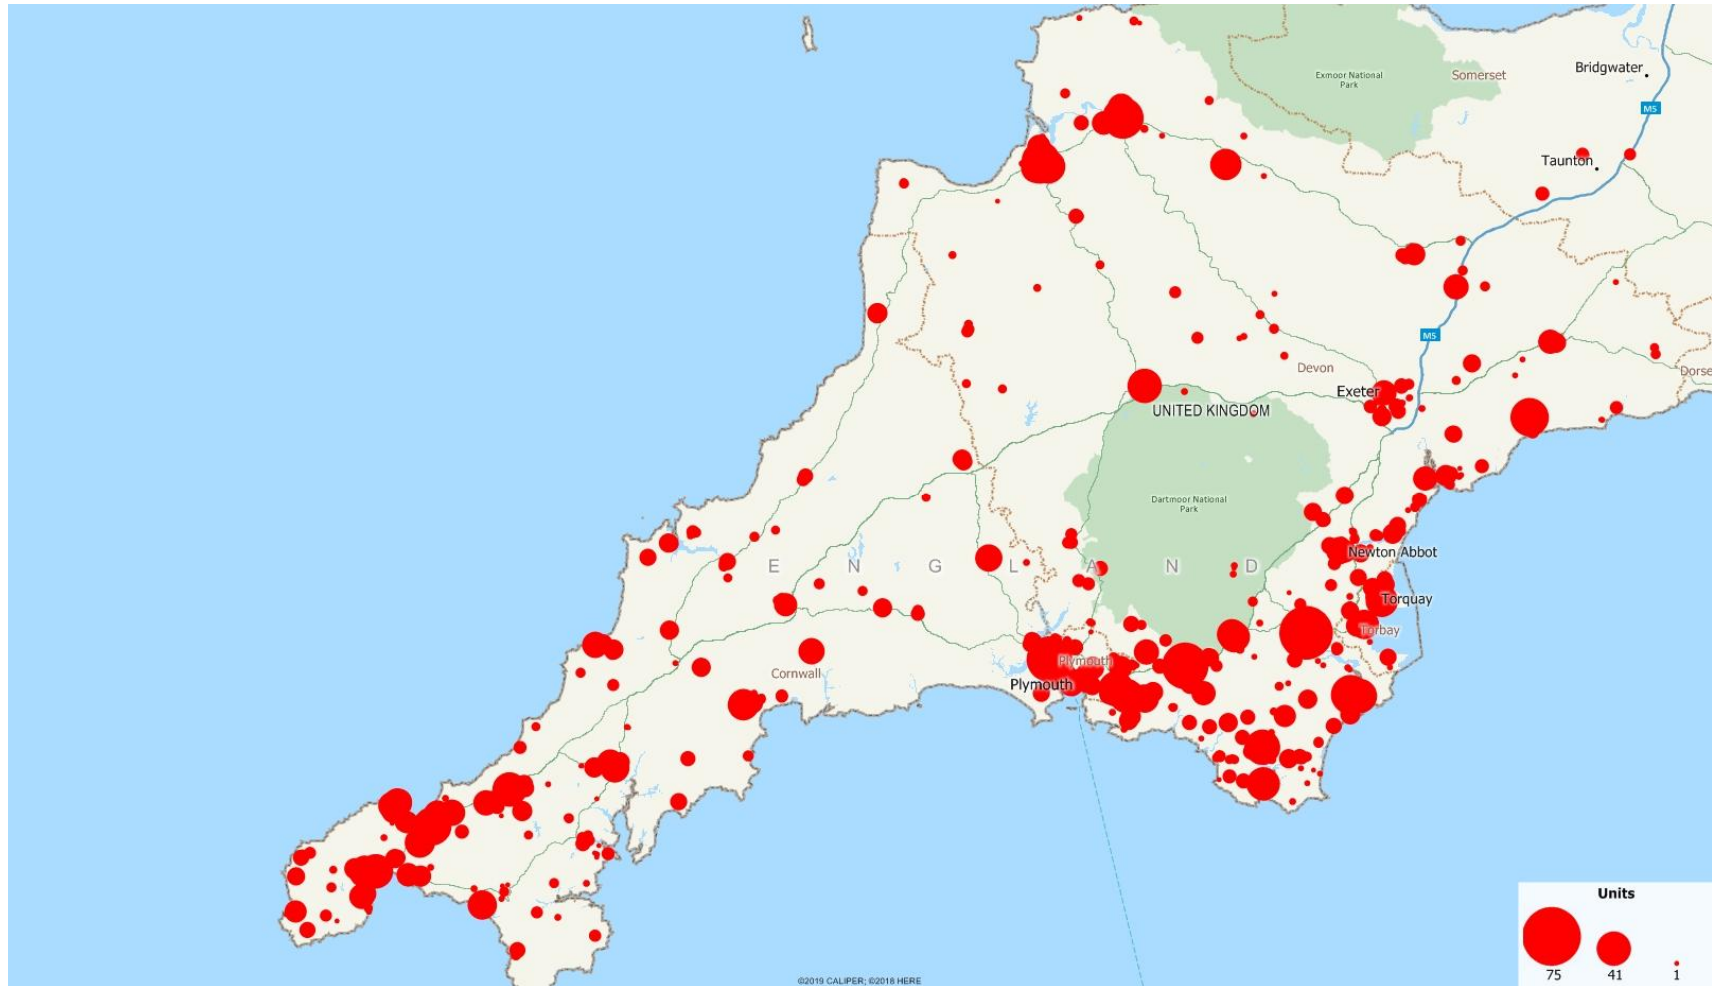 Exmoor National
Park
Somerset
Bridgwater
M5
Taunton
M5
Devon
Dorse
Exeter
UNITED KINGDOM
Dartmoor National
Park
Newton Abbot
E N G L A N D
Torquay
Torbay
Plymouth
Cornwall
Plymouth
Units
75
41
1
©2019 CALIPER; ©2018 HERE